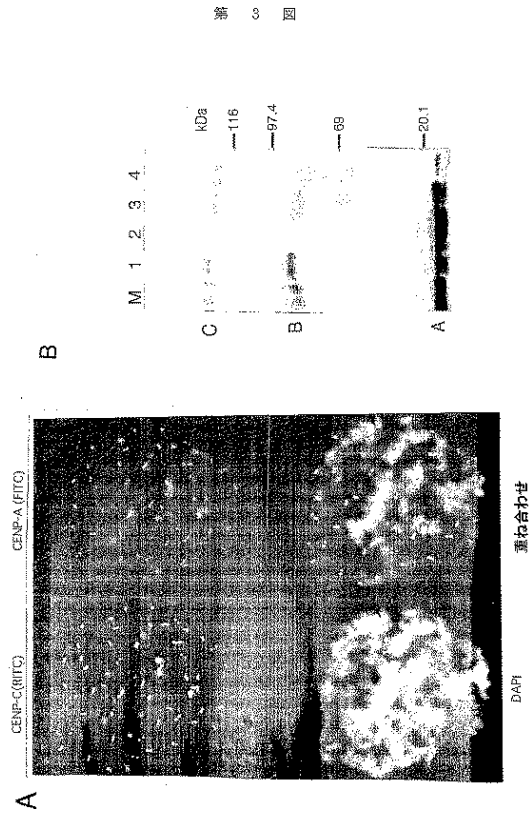 第 3 図
A
CENP-C(RITC)
CENP-A (FITC)
DAPI
重ね合わせ
B
M 1 2 3 4
kDa
116
97.4
69
20.1
C
B
A